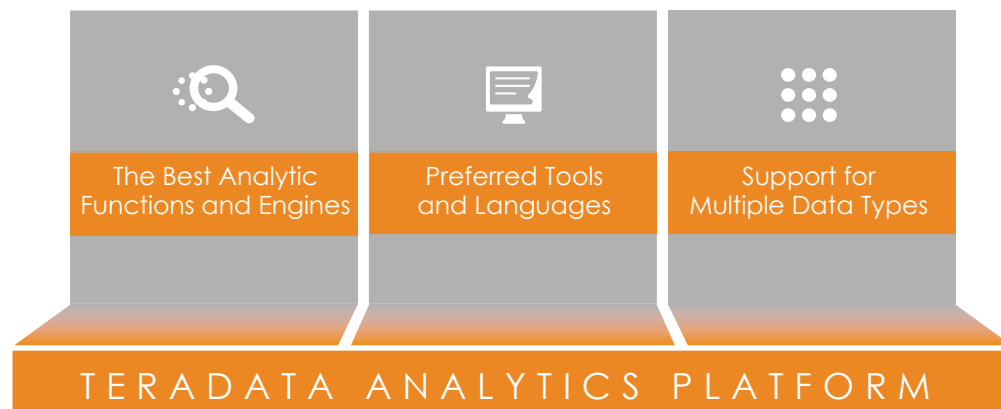 The Best Analytic
Functions and Engines
Preferred Tools
and Languages
Support for
Multiple Data Types
TERADATA ANALYTICS PLATFORM